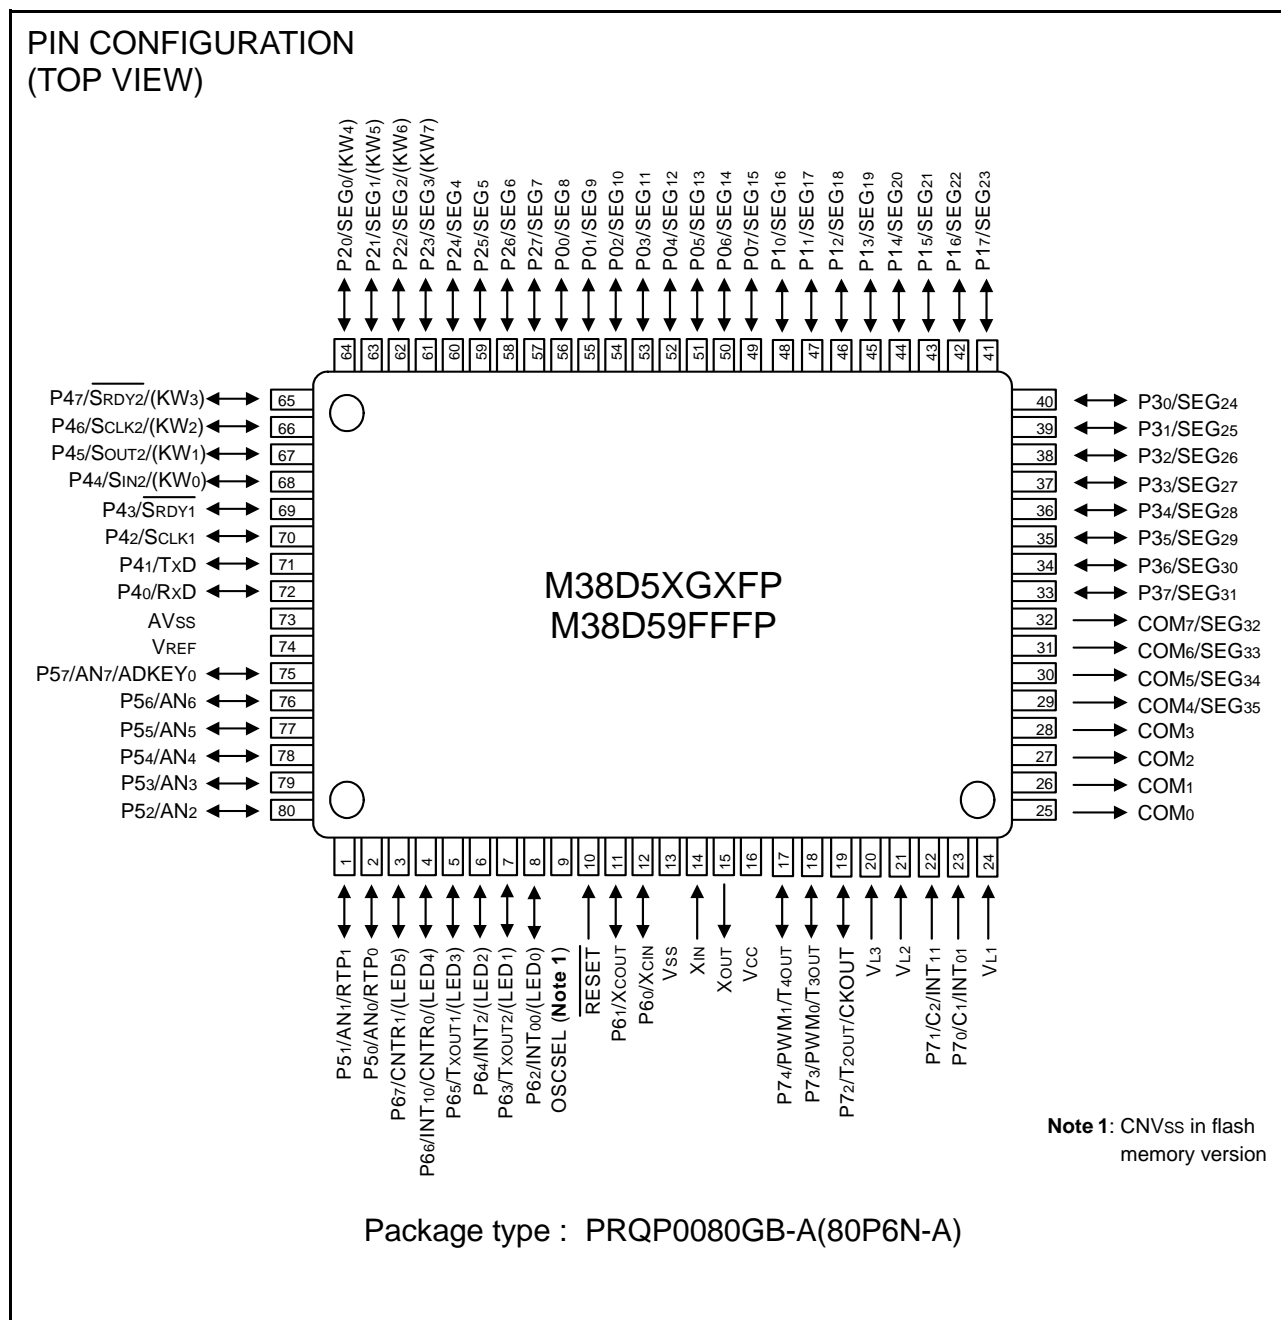 PIN CONFIGURATION
(TOP VIEW)
P20/SEG0/(KW4)
P21/SEG1/(KW5)
P22/SEG2/(KW6)
P23/SEG3/(KW7)
P24/SEG4
P25/SEG5
P26/SEG6
P27/SEG7
P00/SEG8
P01/SEG9
P02/SEG10
P03/SEG11
P04/SEG12
P05/SEG13
P06/SEG14
P07/SEG15
P10/SEG16
P11/SEG17
P12/SEG18
P13/SEG19
P14/SEG20
P15/SEG21
P16/SEG22
P17/SEG23
64 63 62 61 60 59 58 57 56 55 54 53 52 51 50 49 48 47 46 45 44 43 42 41
P47/SRDY2/(KW3) 65
P46/SCLK2/(KW2) 66
P45/SOUT2/(KW1) 67
P44/SIN2/(KW0) 68
P43/SRDY1 69
P42/SCLK1 70
P41/TXD 71
P40/RXD 72
AVSS 73
VREF 74
P57/AN7/ADKEY0 75
P56/AN6 76
P55/AN5 77
P54/AN4 78
P53/AN3 79
P52/AN2 80
M38D5XGXFP
M38D59FFFP
40 P30/SEG24
39 P31/SEG25
38 P32/SEG26
37 P33/SEG27
36 P34/SEG28
35 P35/SEG29
34 P36/SEG30
33 P37/SEG31
32 COM7/SEG32
31 COM6/SEG33
30 COM5/SEG34
29 COM4/SEG35
28 COM3
27 COM2
26 COM1
25 COM0
1 2 3 4 5 6 7 8 9 10 11 12 13 14 15 16 17 18 19 20 21 22 23 24
P51/AN1/RTP1
P50/AN0/RTP0
P67/CNTR1/(LED5)
P66/INT10/CNTR0/(LED4)
P65/TXOUT1/(LED3)
P64/INT2/(LED2)
P63/TXOUT2/(LED1)
P62/INT00/(LED0)
OSCSEL (Note 1)
RESET
P61/XCOUT
P60/XCIN
VSS
XIN
XOUT
VCC
P74/PWM1/T4OUT
P73/PWM0/T3OUT
P72/T2OUT/CKOUT
VL3
VL2
P71/C2/INT11
P70/C1/INT01
VL1
Note 1: CNVSS in flash
memory version
Package type : PRQP0080GB-A(80P6N-A)